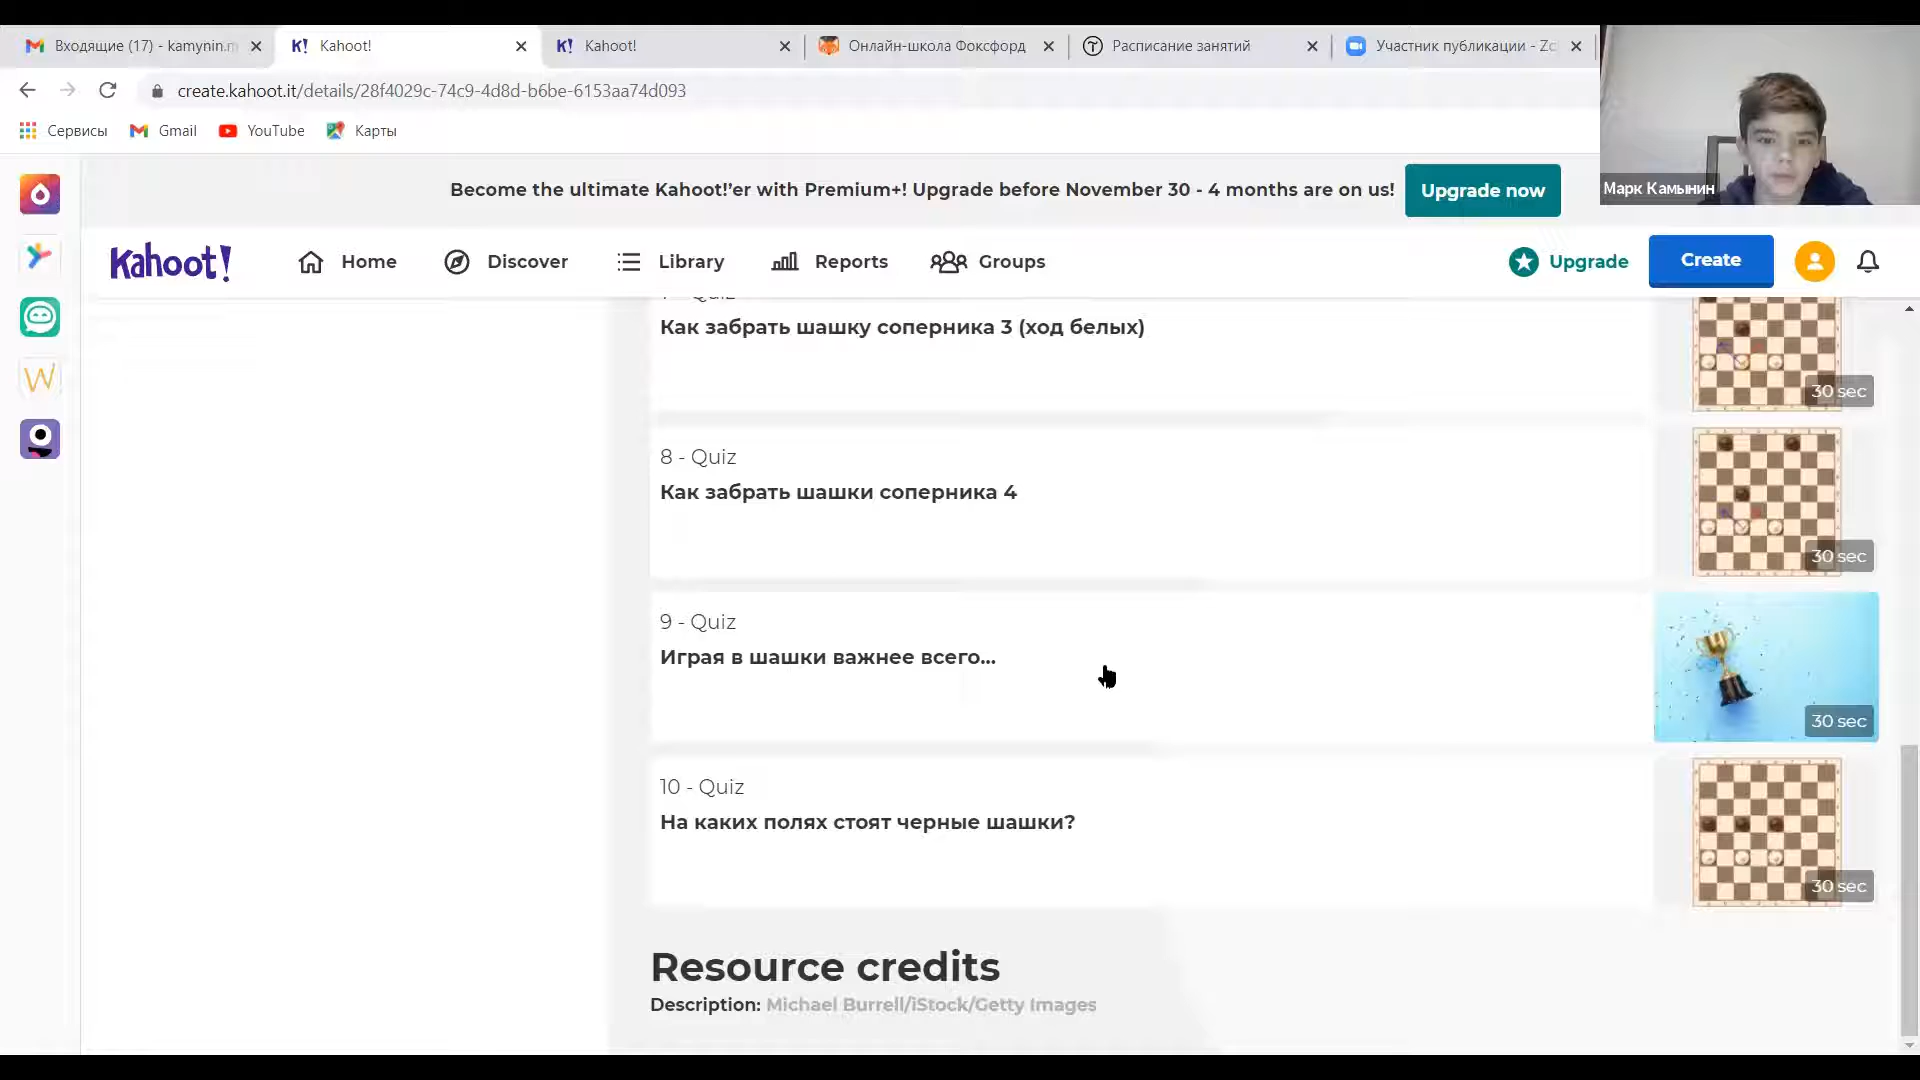 Входящие (17) - kamynin.m
Kahoot!
Kahoot!
Онлайн-школа Фоксфорд
Расписание занятий
Участник публикации - Zo
create.kahoot.it/details/28f4029c-74c9-4d8d-b6be-6153aa74d093
Сервисы
Gmail
YouTube
Карты
Марк Камынин
Become the ultimate Kahoot!'er with Premium+! Upgrade before November 30 - 4 months are on us!
Upgrade now
Kahoot!
Home
Discover
Library
Reports
Groups
Upgrade
Create
Как забрать шашку соперника 3 (ход белых)
30 sec
8 - Quiz
Как забрать шашки соперника 4
30 sec
9 - Quiz
Играя в шашки важнее всего...
30 sec
10 - Quiz
На каких полях стоят черные шашки?
30 sec
Resource credits
Description: Michael Burrell/iStock/Getty Images